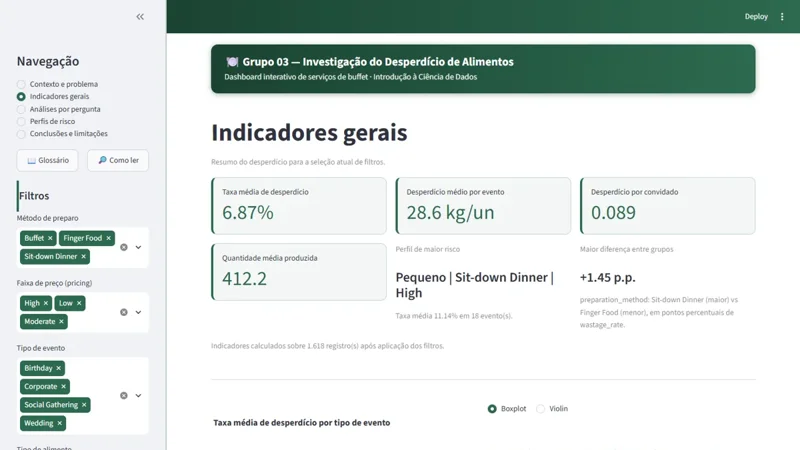 Deploy
Navegação
Contexto e problema
Indicadores gerais
Análises por pergunta
Perfis de risco
Conclusões e limitações
📖 Glossário
🔎 Como ler
Filtros
Método de preparo
Buffet ×
Finger Food ×
Sit-down Dinner ×
Faixa de preço (pricing)
High ×
Low ×
Moderate ×
Tipo de evento
Birthday ×
Corporate ×
Social Gathering ×
Wedding ×
🍽️ Grupo 03 — Investigação do Desperdício de Alimentos
Dashboard interativo de serviços de buffet · Introdução à Ciência de Dados
Indicadores gerais
Resumo do desperdício para a seleção atual de filtros.
Taxa média de desperdício
6.87%
Desperdício médio por evento
28.6 kg/un
Desperdício por convidado
0.089
Quantidade média produzida
412.2
Perfil de maior risco
Pequeno | Sit-down Dinner |
High
Taxa média 11.14% em 18 evento(s).
Maior diferença entre grupos
+1.45 p.p.
preparation_method: Sit-down Dinner (maior) vs
Finger Food (menor), em pontos percentuais de
wastage_rate.
Indicadores calculados sobre 1.618 registro(s) após aplicação dos filtros.
Boxplot
Violin
Taxa média de desperdício por tipo de evento